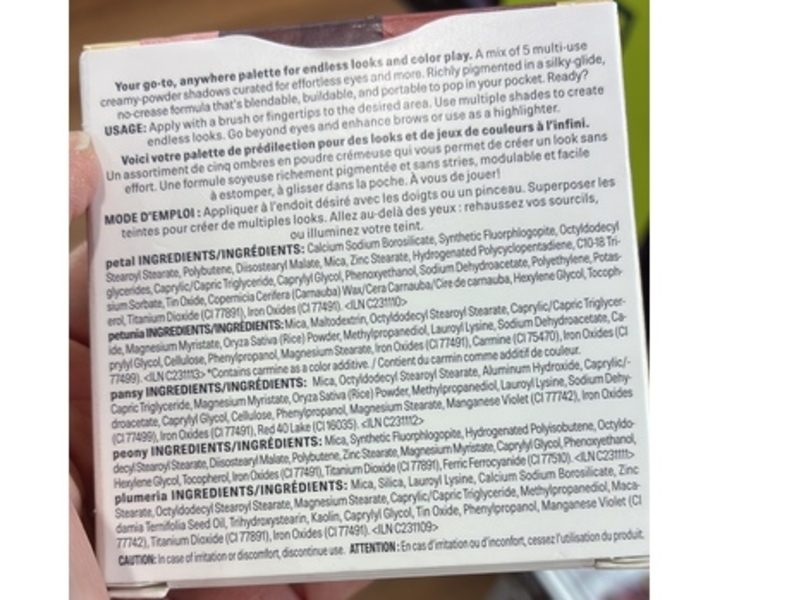 Your go-to, anywhere palette for endless looks and color play. A mix of 5 multi-use
creamy-powder shadows curated for effortless eyes and more. Richly pigmented in a silky-glide,
no-crease formula that's blendable, buildable, and portable to pop in your pocket. Ready?
USAGE: Apply with a brush or fingertips to the desired area. Use multiple shades to create
endless looks. Go beyond eyes and enhance brows or use as a highlighter.
Voici votre palette de prédilection pour des looks et de jeux de couleurs à l'infini.
Un assortiment de cinq ombres en poudre crémeuse qui vous permet de créer un look sans
effort. Une formule soyeuse richement pigmentée et sans stries, modulable et facile
à estomper, à glisser dans la poche. À vous de jouer!
MODE D'EMPLOI : Appliquer à l'endoit désiré avec les doigts ou un pinceau. Superposer les
teintes pour créer de multiples looks. Allez au-delà des yeux : rehaussez vos sourcils,
ou illuminez votre teint.
petal INGREDIENTS/INGRÉDIENTS: Calcium Sodium Borosilicate, Synthetic Fluorphlogopite, Octyldodecyl
Stearoyl Stearate, Polybutene, Diisostearyl Malate, Mica, Zinc Stearate, Hydrogenated Polycyclopentadiene, C10-18 Tri-
glycerides, Caprylic/Capric Triglyceride, Caprylyl Glycol, Phenoxyethanol, Sodium Dehydroacetate, Polyethylene, Potas-
sium Sorbate, Tin Oxide, Copernicia Cerifera (Carnauba) Wax/Cera Carnauba/Cire de carnauba, Hexylene Glycol, Tocoph-
erol, Titanium Dioxide (CI 77891), Iron Oxides (CI 77491). <ILN C231110>
petunia INGREDIENTS/INGRÉDIENTS: Mica, Maltodextrin, Octyldodecyl Stearoyl Stearate, Caprylic/Capric Triglycer-
ide, Magnesium Myristate, Oryza Sativa (Rice) Powder, Methylpropanediol, Lauroyl Lysine, Sodium Dehydroacetate, Ca-
prylyl Glycol, Cellulose, Phenylpropanol, Magnesium Stearate, Iron Oxides (CI 77491), Carmine (CI 75470), Iron Oxides (CI
77499). <ILN C231113> *Contains carmine as a color additive. / Contient du carmin comme additif de couleur.
pansy INGREDIENTS/INGRÉDIENTS: Mica, Octyldodecyl Stearoyl Stearate, Aluminum Hydroxide, Caprylic/-
Capric Triglyceride, Magnesium Myristate, Oryza Sativa (Rice) Powder, Methylpropanediol, Lauroyl Lysine, Sodium Dehy-
droacetate, Caprylyl Glycol, Cellulose, Phenylpropanol, Magnesium Stearate, Manganese Violet (CI 77742), Iron Oxides
(CI 77499), Iron Oxides (CI 77491), Red 40 Lake (CI 16035). <ILN C231112>
peony INGREDIENTS/INGRÉDIENTS: Mica, Synthetic Fluorphlogopite, Hydrogenated Polyisobutene, Octyldo-
decyl Stearoyl Stearate, Diisostearyl Malate, Polybutene, Zinc Stearate, Magnesium Myristate, Caprylyl Glycol, Phenoxyethanol,
Hexylene Glycol, Tocopherol, Iron Oxides (CI 77491), Titanium Dioxide (CI 77891), Ferric Ferrocyanide (CI 77510). <ILN C231111>
plumeria INGREDIENTS/INGRÉDIENTS: Mica, Silica, Lauroyl Lysine, Calcium Sodium Borosilicate, Zinc
Stearate, Octyldodecyl Stearoyl Stearate, Magnesium Stearate, Caprylic/Capric Triglyceride, Methylpropanediol, Maca-
damia Ternifolia Seed Oil, Trihydroxystearin, Kaolin, Caprylyl Glycol, Tin Oxide, Phenylpropanol, Manganese Violet (CI
77742), Titanium Dioxide (CI 77891), Iron Oxides (CI 77491). <ILN C231109>
CAUTION: In case of irritation or discomfort, discontinue use. ATTENTION : En cas d'irritation ou d'inconfort, cessez l'utilisation du produit.